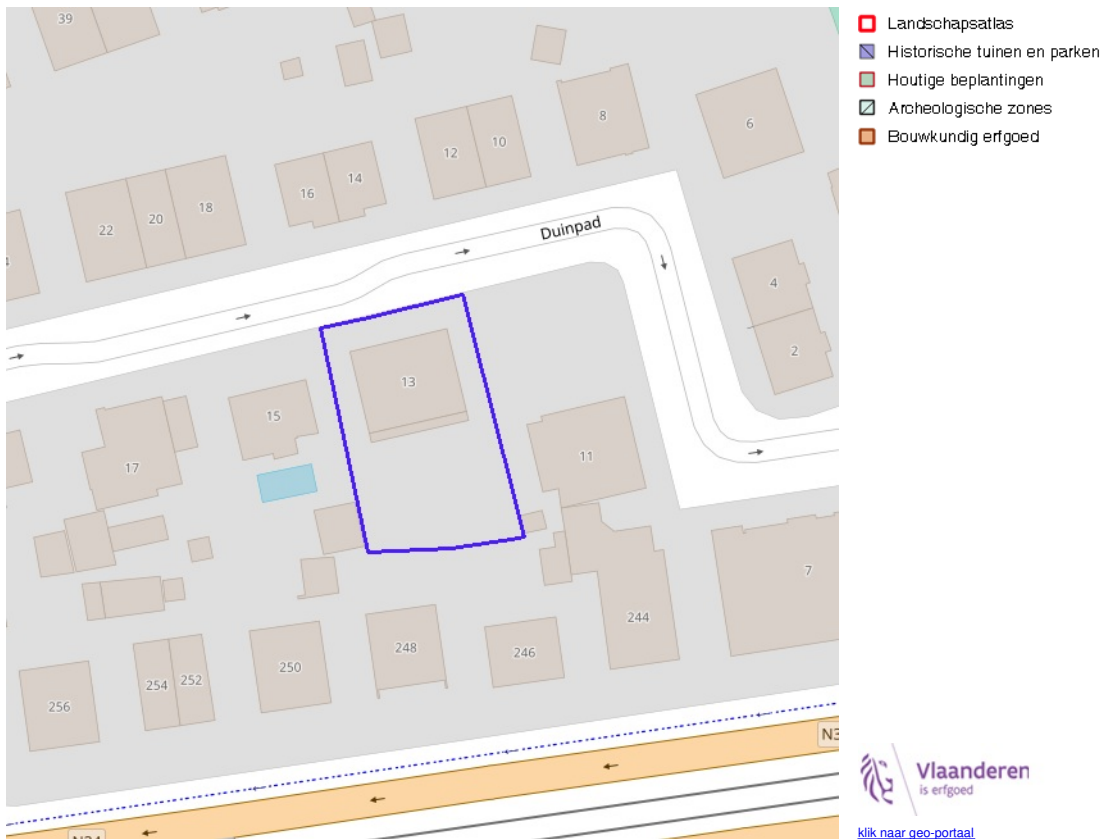 39
Landschapsatlas
Historische tuinen en parken
Houtige beplantingen
Archeologische zones
Bouwkundig erfgoed
8
6
12
10
14
16
18
20
22
Duinpad
4
2
13
15
17
11
7
244
246
248
250
252
254
256
N3
N34
Vlaanderen
is erfgoed
klik naar geo-portaal